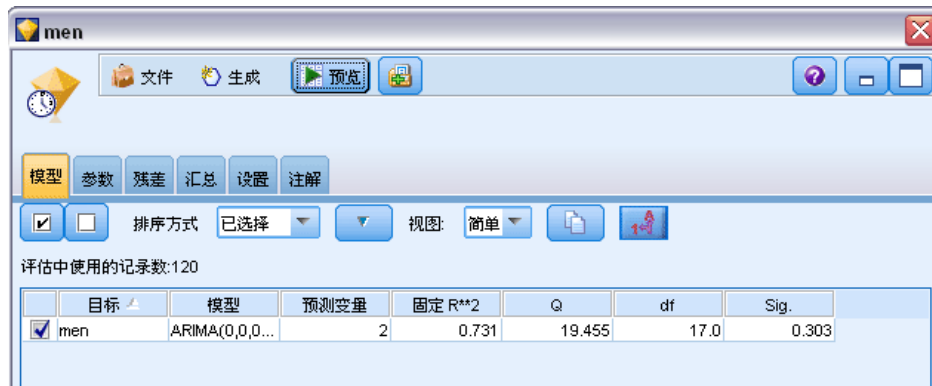 men
文件 生成 预览
模型 参数 残差 汇总 设置 注解
排序方式 已选择 视图: 简单
评估中使用的记录数:120
目标 模型 预测变量 固定 R**2 Q df Sig.
men ARIMA(0,0,0... 2 0.731 19.455 17.0 0.303